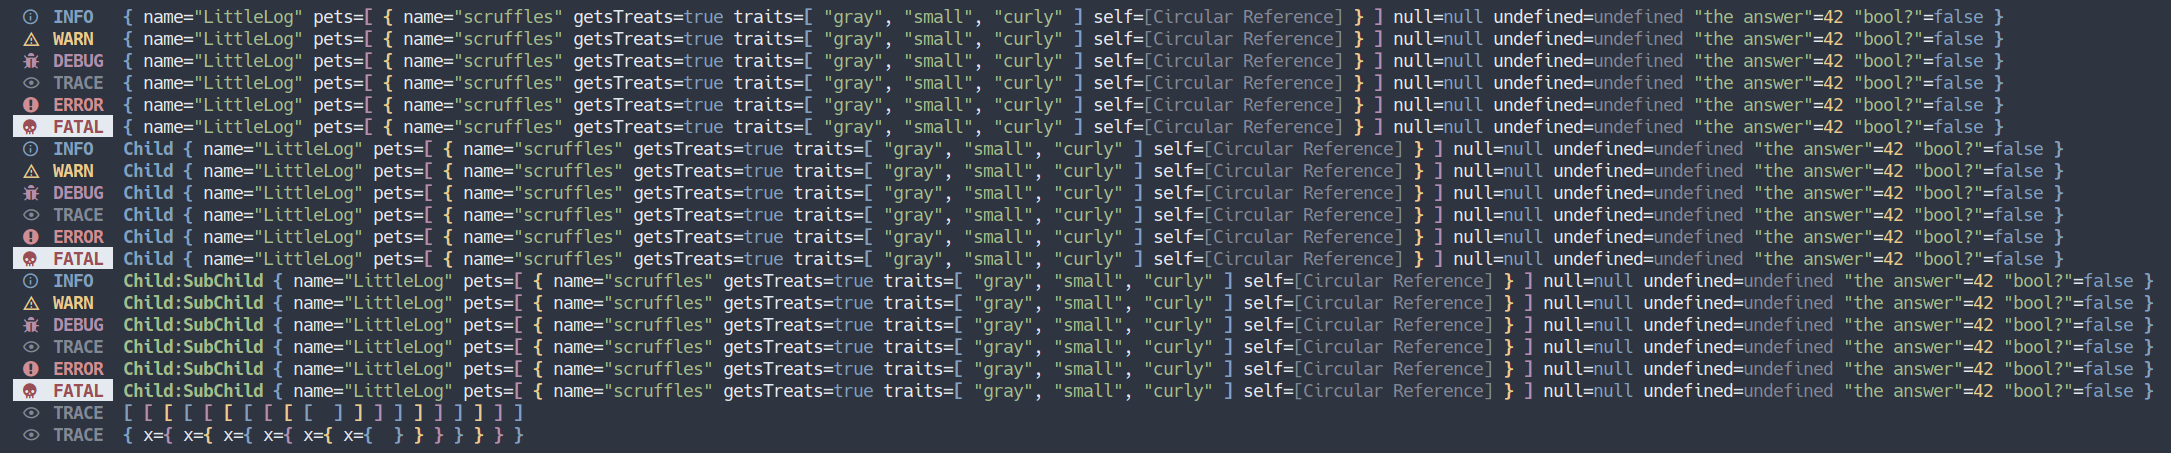 INFO { name="LittleLog" pets=[ { name="scruffles" getsTreats=true traits=[ "gray", "small", "curly" ] self=[Circular Reference] } ] null=null undefined=undefined "the answer"=42 "bool?"=false }
WARN { name="LittleLog" pets=[ { name="scruffles" getsTreats=true traits=[ "gray", "small", "curly" ] self=[Circular Reference] } ] null=null undefined=undefined "the answer"=42 "bool?"=false }
DEBUG { name="LittleLog" pets=[ { name="scruffles" getsTreats=true traits=[ "gray", "small", "curly" ] self=[Circular Reference] } ] null=null undefined=undefined "the answer"=42 "bool?"=false }
TRACE { name="LittleLog" pets=[ { name="scruffles" getsTreats=true traits=[ "gray", "small", "curly" ] self=[Circular Reference] } ] null=null undefined=undefined "the answer"=42 "bool?"=false }
ERROR { name="LittleLog" pets=[ { name="scruffles" getsTreats=true traits=[ "gray", "small", "curly" ] self=[Circular Reference] } ] null=null undefined=undefined "the answer"=42 "bool?"=false }
FATAL { name="LittleLog" pets=[ { name="scruffles" getsTreats=true traits=[ "gray", "small", "curly" ] self=[Circular Reference] } ] null=null undefined=undefined "the answer"=42 "bool?"=false }
INFO Child { name="LittleLog" pets=[ { name="scruffles" getsTreats=true traits=[ "gray", "small", "curly" ] self=[Circular Reference] } ] null=null undefined=undefined "the answer"=42 "bool?"=false }
WARN Child { name="LittleLog" pets=[ { name="scruffles" getsTreats=true traits=[ "gray", "small", "curly" ] self=[Circular Reference] } ] null=null undefined=undefined "the answer"=42 "bool?"=false }
DEBUG Child { name="LittleLog" pets=[ { name="scruffles" getsTreats=true traits=[ "gray", "small", "curly" ] self=[Circular Reference] } ] null=null undefined=undefined "the answer"=42 "bool?"=false }
TRACE Child { name="LittleLog" pets=[ { name="scruffles" getsTreats=true traits=[ "gray", "small", "curly" ] self=[Circular Reference] } ] null=null undefined=undefined "the answer"=42 "bool?"=false }
ERROR Child { name="LittleLog" pets=[ { name="scruffles" getsTreats=true traits=[ "gray", "small", "curly" ] self=[Circular Reference] } ] null=null undefined=undefined "the answer"=42 "bool?"=false }
FATAL Child { name="LittleLog" pets=[ { name="scruffles" getsTreats=true traits=[ "gray", "small", "curly" ] self=[Circular Reference] } ] null=null undefined=undefined "the answer"=42 "bool?"=false }
INFO Child:SubChild { name="LittleLog" pets=[ { name="scruffles" getsTreats=true traits=[ "gray", "small", "curly" ] self=[Circular Reference] } ] null=null undefined=undefined "the answer"=42 "bool?"=false }
WARN Child:SubChild { name="LittleLog" pets=[ { name="scruffles" getsTreats=true traits=[ "gray", "small", "curly" ] self=[Circular Reference] } ] null=null undefined=undefined "the answer"=42 "bool?"=false }
DEBUG Child:SubChild { name="LittleLog" pets=[ { name="scruffles" getsTreats=true traits=[ "gray", "small", "curly" ] self=[Circular Reference] } ] null=null undefined=undefined "the answer"=42 "bool?"=false }
TRACE Child:SubChild { name="LittleLog" pets=[ { name="scruffles" getsTreats=true traits=[ "gray", "small", "curly" ] self=[Circular Reference] } ] null=null undefined=undefined "the answer"=42 "bool?"=false }
ERROR Child:SubChild { name="LittleLog" pets=[ { name="scruffles" getsTreats=true traits=[ "gray", "small", "curly" ] self=[Circular Reference] } ] null=null undefined=undefined "the answer"=42 "bool?"=false }
FATAL Child:SubChild { name="LittleLog" pets=[ { name="scruffles" getsTreats=true traits=[ "gray", "small", "curly" ] self=[Circular Reference] } ] null=null undefined=undefined "the answer"=42 "bool?"=false }
TRACE [ [ [ [ [ [ [ [ [ [  ] ] ] ] ] ] ] ] ] ]
TRACE { x={ x={ x={ x={ x={ x={  } } } } } } }